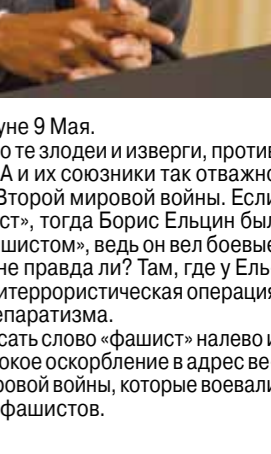 уне 9 Мая.
о те злодеи и изверги, против
А и их союзники так отважно
Второй мировой войны. Если
ст», тогда Борис Ельцин был
шистом», ведь он вел боевые
не правда ли? Там, где у Ель
итеррористическая операция
епаратизма.
сать слово «фашист» налево и
окое оскорбление в адрес ве
ровой войны, которые воевали
фашистов.